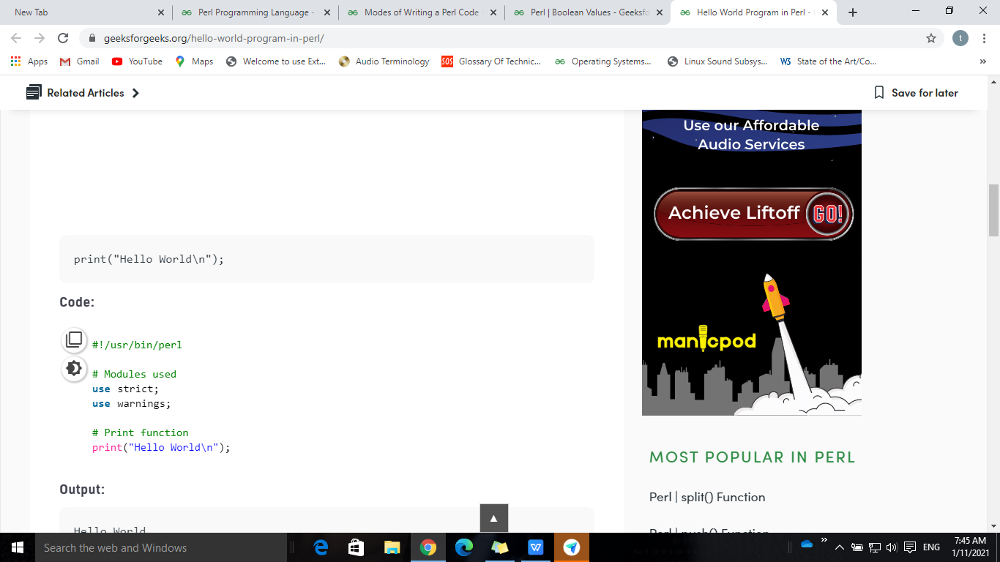 New Tab
Perl Programming Language -
Modes of Writing a Perl Code
Perl | Boolean Values - Geeksfo
Hello World Program in Perl -
geeksforgeeks.org/hello-world-program-in-perl/
t
Apps
Gmail
YouTube
Maps
Welcome to use Ext...
Audio Terminology
SOS
Glossary Of Technic...
Operating Systems...
Linux Sound Subsys...
W3
State of the Art/Co...
Related Articles
Save for later
Use our Affordable
Audio Services
Achieve Liftoff GO!
manicpod
print("Hello World\n");
Code:
#!/usr/bin/perl
# Modules used
use strict;
use warnings;
# Print function
print("Hello World\n");
Output:
Hello World
MOST POPULAR IN PERL
Perl | split() Function
Perl | push() Function
Search the web and Windows
ENG
7:45 AM
1/11/2021